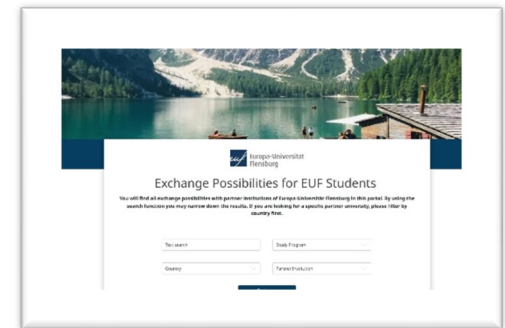 euf Europa-Universität
Flensburg
Exchange Possibilities for EUF Students
You will find all exchange possibilities with partner institutions of Europa-Universität Flensburg in this portal. By using the
search function you may narrow down the results. If you are looking for a specific partner university, please filter by
country first.
Text search
Study Program
Country
Partner Institution